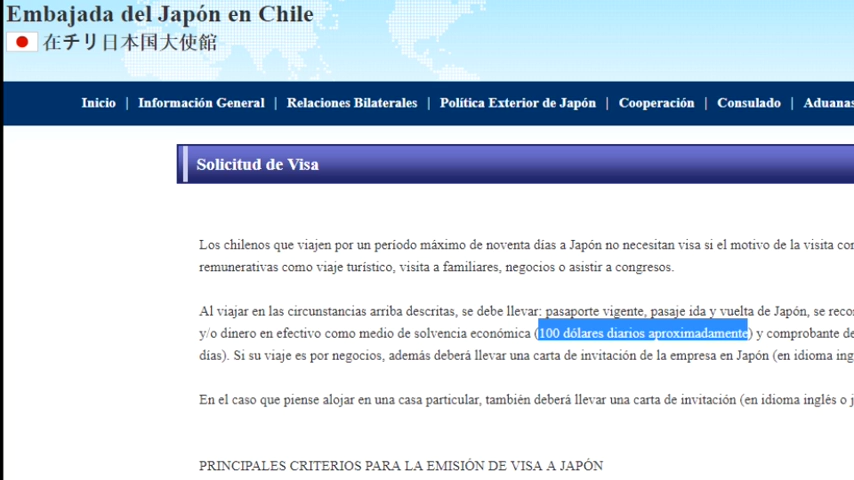 Embajada del Japón en Chile
在チリ日本国大使館
Inicio | Información General | Relaciones Bilaterales | Política Exterior de Japón | Cooperación | Consulado | Aduanas
Solicitud de Visa
Los chilenos que viajen por un período máximo de noventa días a Japón no necesitan visa si el motivo de la visita
remunerativas como viaje turístico, visita a familiares, negocios o asistir a congresos.
Al viajar en las circunstancias arriba descritas, se debe llevar: pasaporte vigente, pasaje ida y vuelta de Japón, se
y/o dinero en efectivo como medio de solvencia económica (100 dólares diarios aproximadamente) y comprobante de
días). Si su viaje es por negocios, además deberá llevar una carta de invitación de la empresa en Japón (en idioma
En el caso que piense alojar en una casa particular, también deberá llevar una carta de invitación (en idioma inglés o
PRINCIPALES CRITERIOS PARA LA EMISIÓN DE VISA A JAPÓN